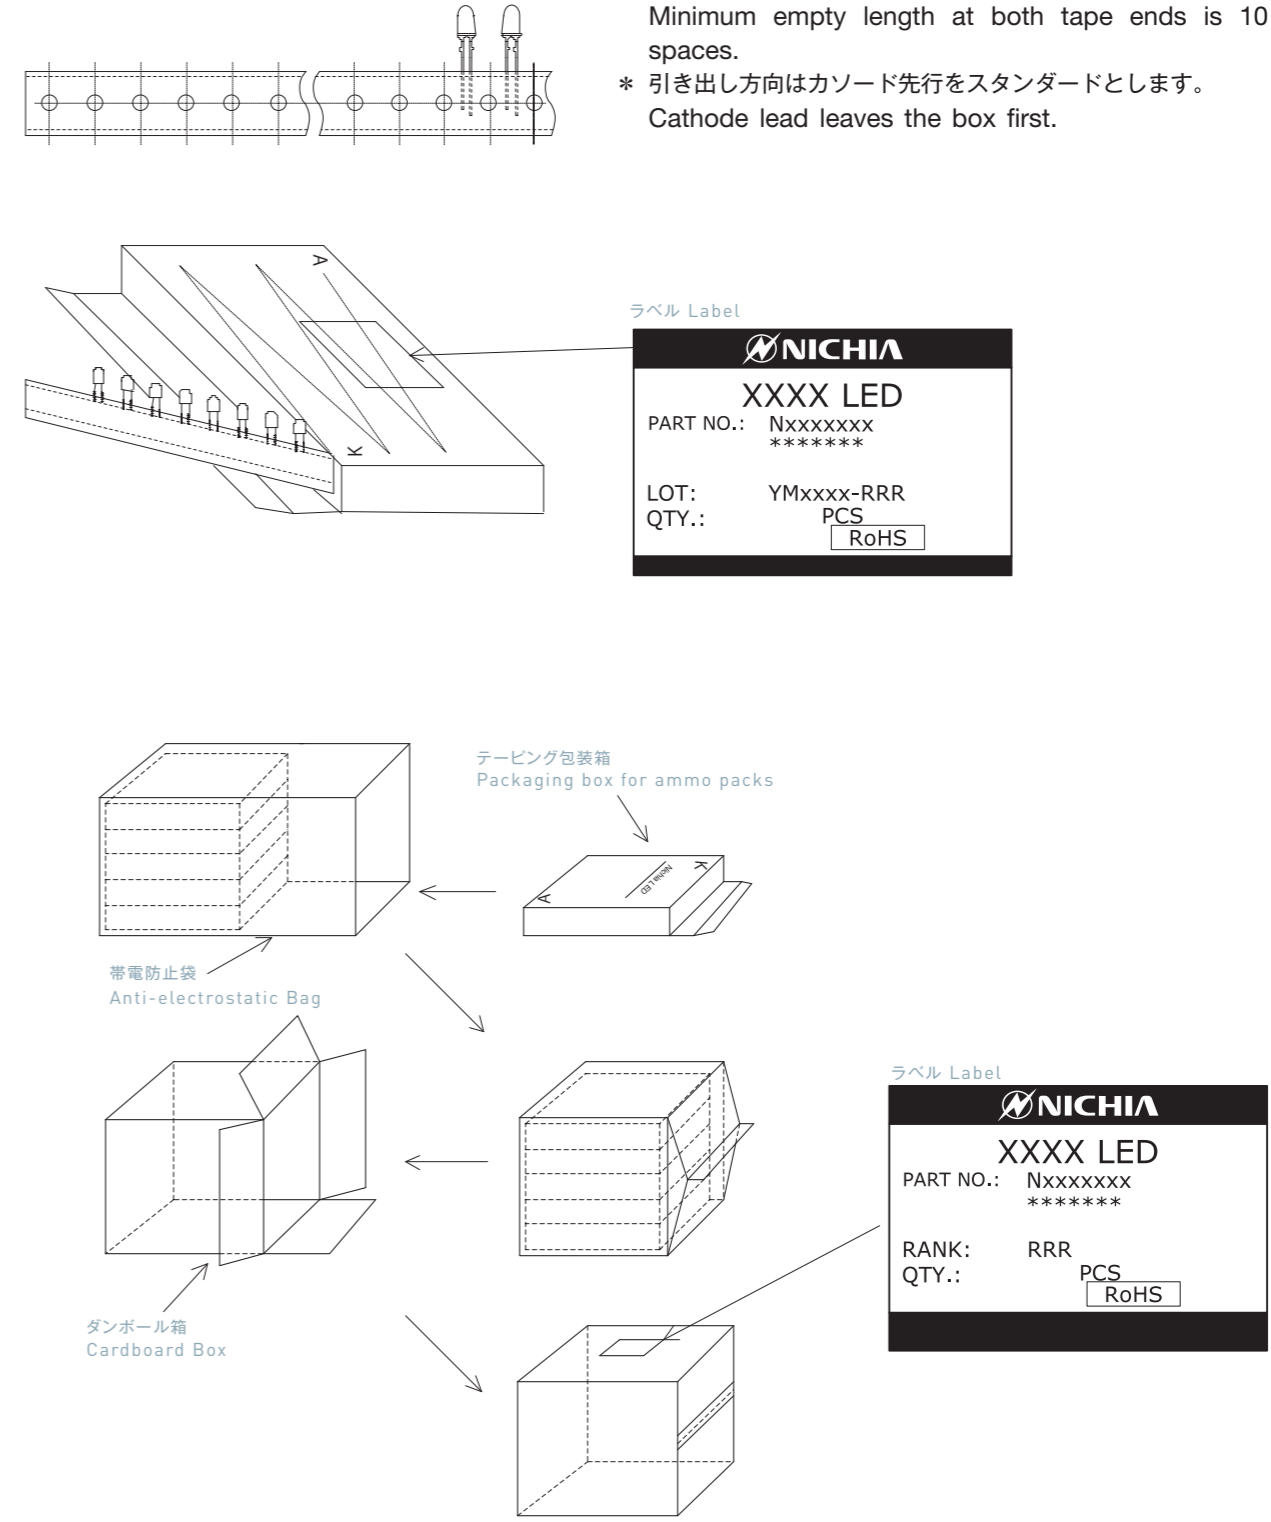 Minimum empty length at both tape ends is 10
spaces.
* 引き出し方向はカソード先行をスタンダードとします。
Cathode lead leaves the box first.
A
K
ラベル Label
NICHIA
XXXX LED
PART NO.: Nxxxxxxx
*******
LOT: YMxxxx-RRR
QTY.: PCS
RoHS
テーピング包装箱
Packaging box for ammo packs
K
Nichia LED
A
帯電防止袋
Anti-electrostatic Bag
ラベル Label
NICHIA
XXXX LED
PART NO.: Nxxxxxxx
*******
RANK: RRR
QTY.: PCS
RoHS
ダンボール箱
Cardboard Box